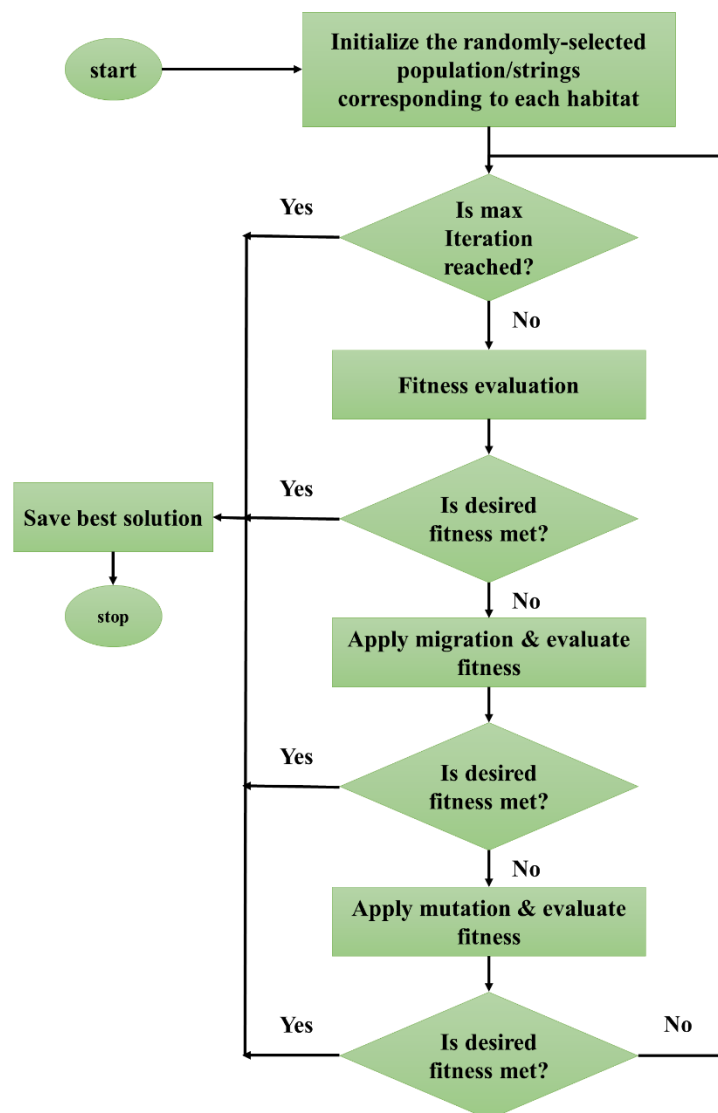 start
Initialize the randomly-selected
population/strings
corresponding to each habitat
Yes
Is max
Iteration
reached?
No
Fitness evaluation
Save best solution
Yes
Is desired
fitness met?
stop
No
Apply migration & evaluate
fitness
Yes
Is desired
fitness met?
No
Apply mutation & evaluate
fitness
Yes
Is desired
fitness met?
No